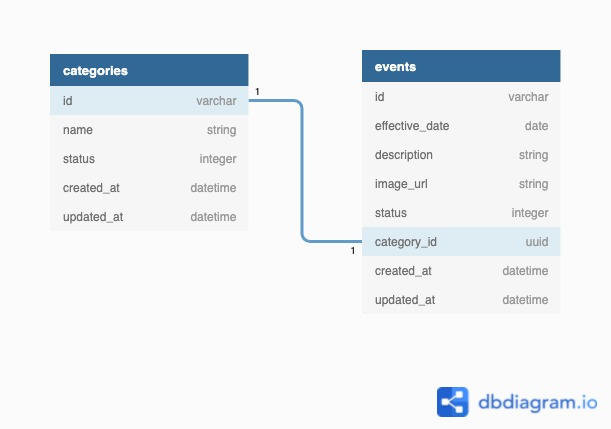 categories
id varchar
name string
status integer
created_at datetime
updated_at datetime
1
1
events
id varchar
effective_date date
description string
image_url string
status integer
category_id uuid
created_at datetime
updated_at datetime
dbdiagram.io